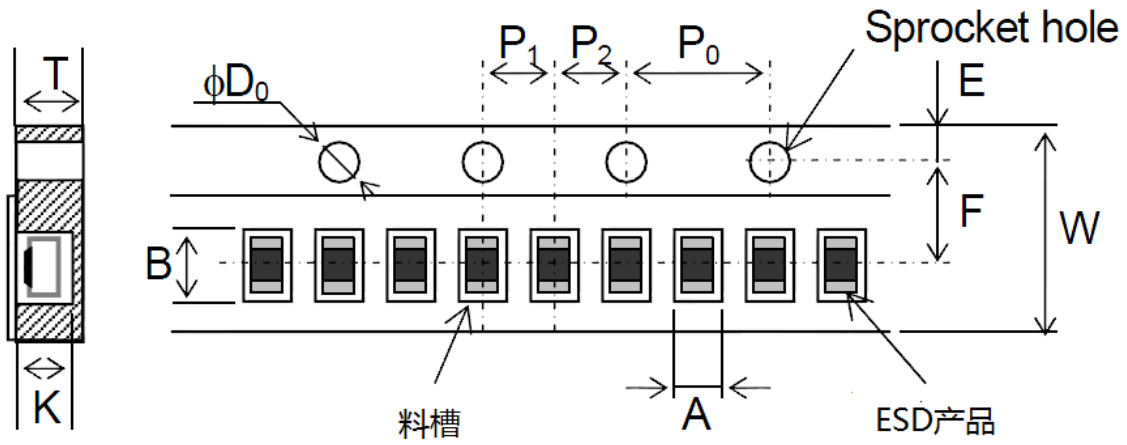 T
K
ϕD₀
P₁
P₂
P₀
Sprocket hole
E
F
W
B
A
料槽
ESD产品